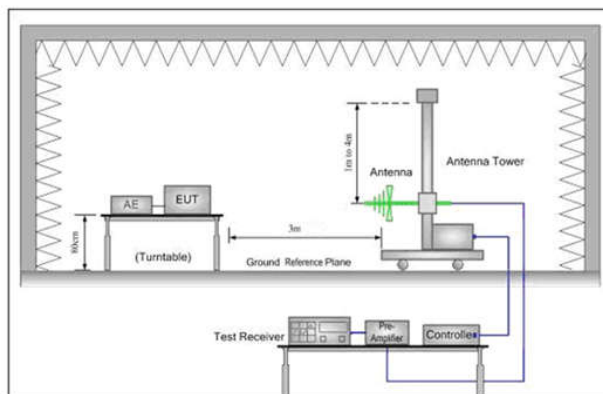 1m to 4m
Antenna
Antenna Tower
AE
EUT
80cm
(Turntable)
3m
Ground Reference Plane
Test Receiver
Pre-
Amplifier
Controller